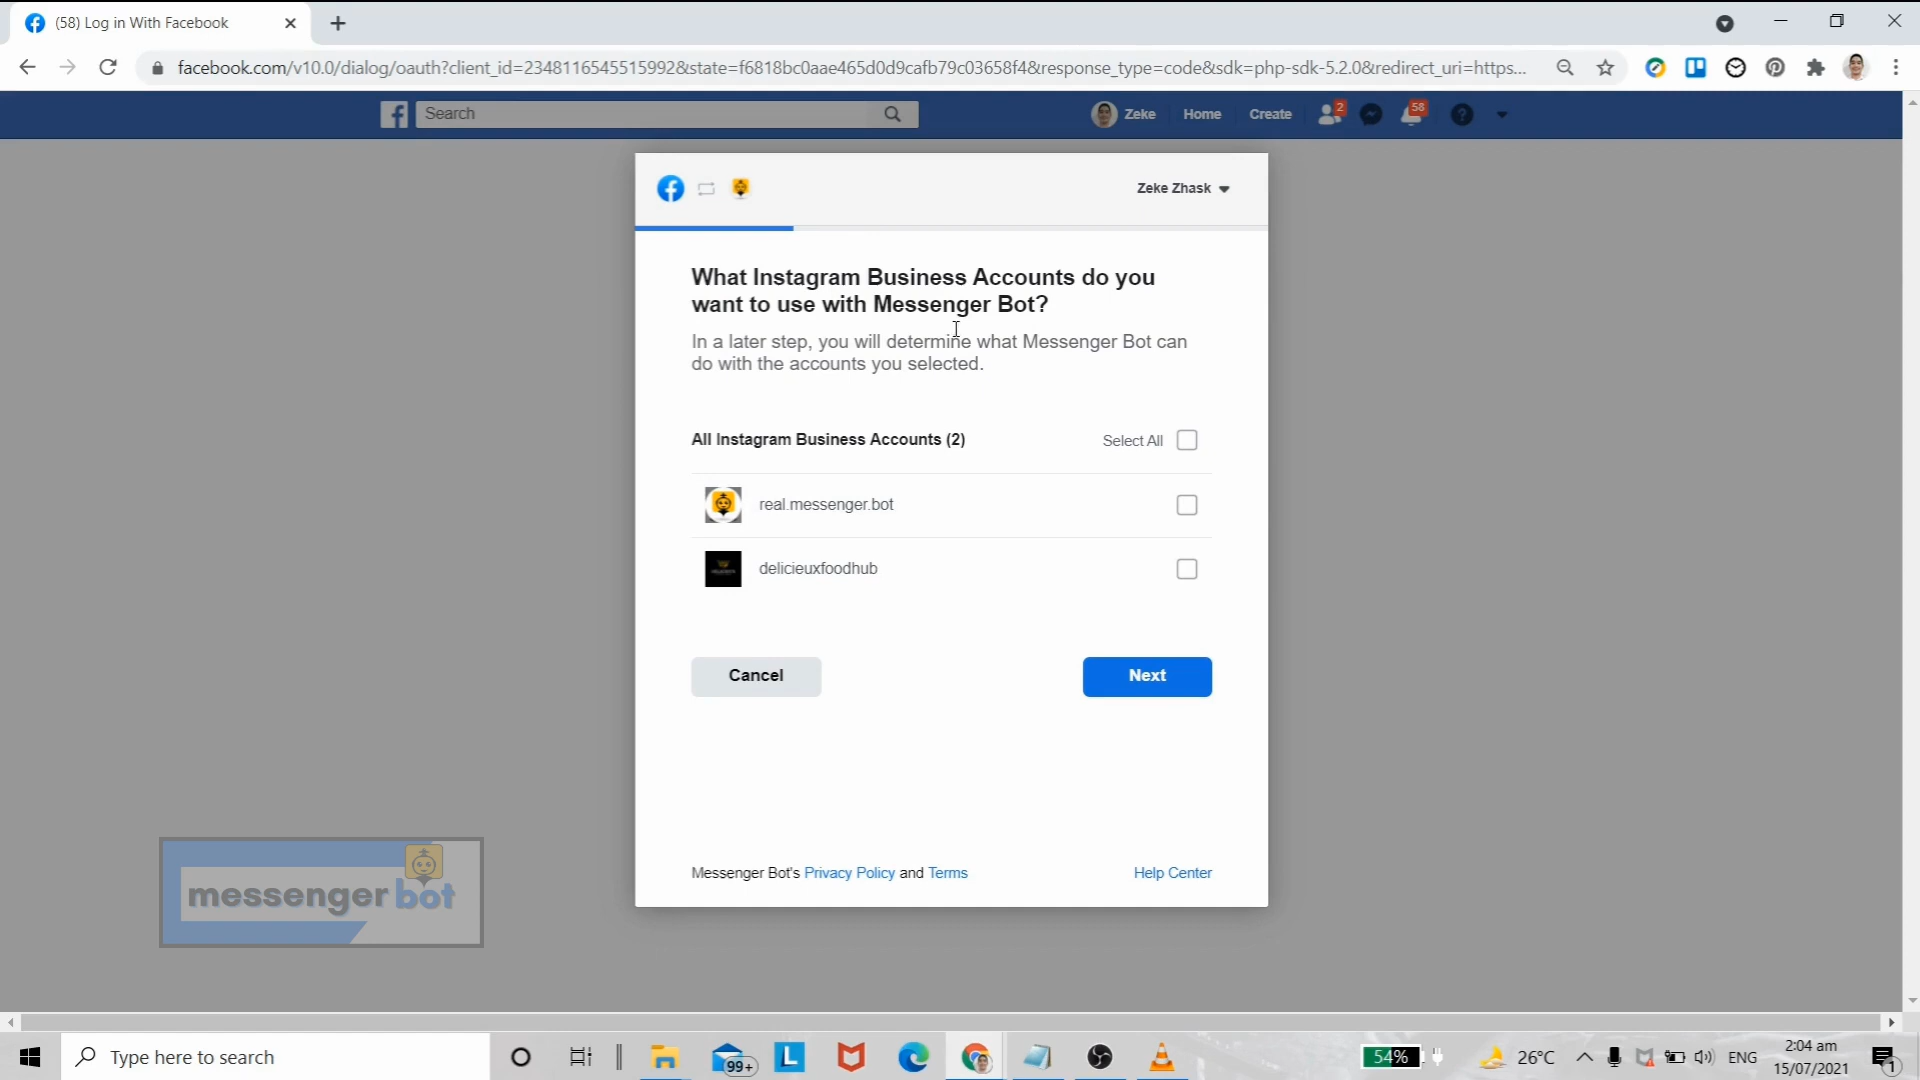 (58) Log in With Facebook
facebook.com/v10.0/dialog/oauth?client_id=2348116545515992&state=f6818bc0aae465d0d9cafb79c03658f4&response_type=code&sdk=php-sdk-5.2.0&redirect_uri=https...
Search
Zeke
Home
Create
2
58
Zeke Zhask
What Instagram Business Accounts do you
want to use with Messenger Bot?
In a later step, you will determine what Messenger Bot can
do with the accounts you selected.
All Instagram Business Accounts (2)
Select All
real.messenger.bot
delicieuxfoodhub
Cancel
Next
Messenger Bot's Privacy Policy and Terms
Help Center
messenger bot
Type here to search
99+
L
54%
26°C
ENG
2:04 am
15/07/2021
1